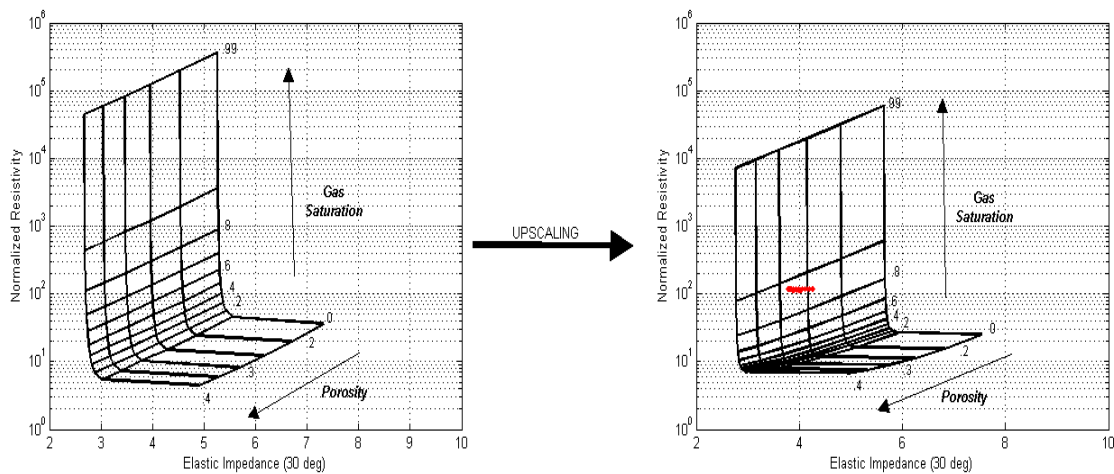 10^6
10^5
10^4
10^3
10^2
10^1
10^0
Normalized Resistivity
.99
Gas
Saturation
.8
.6
.4
.2
0
.2
.3
.4
Porosity
2 3 4 5 6 7 8 9 10
Elastic Impedance (30 deg)
UPSCALING
10^6
10^5
10^4
10^3
10^2
10^1
10^0
Normalized Resistivity
.99
Gas
Saturation
.8
.6
.4
.2
0
.2
.3
.4
Porosity
2 4 6 8 10
Elastic Impedance (30 deg)